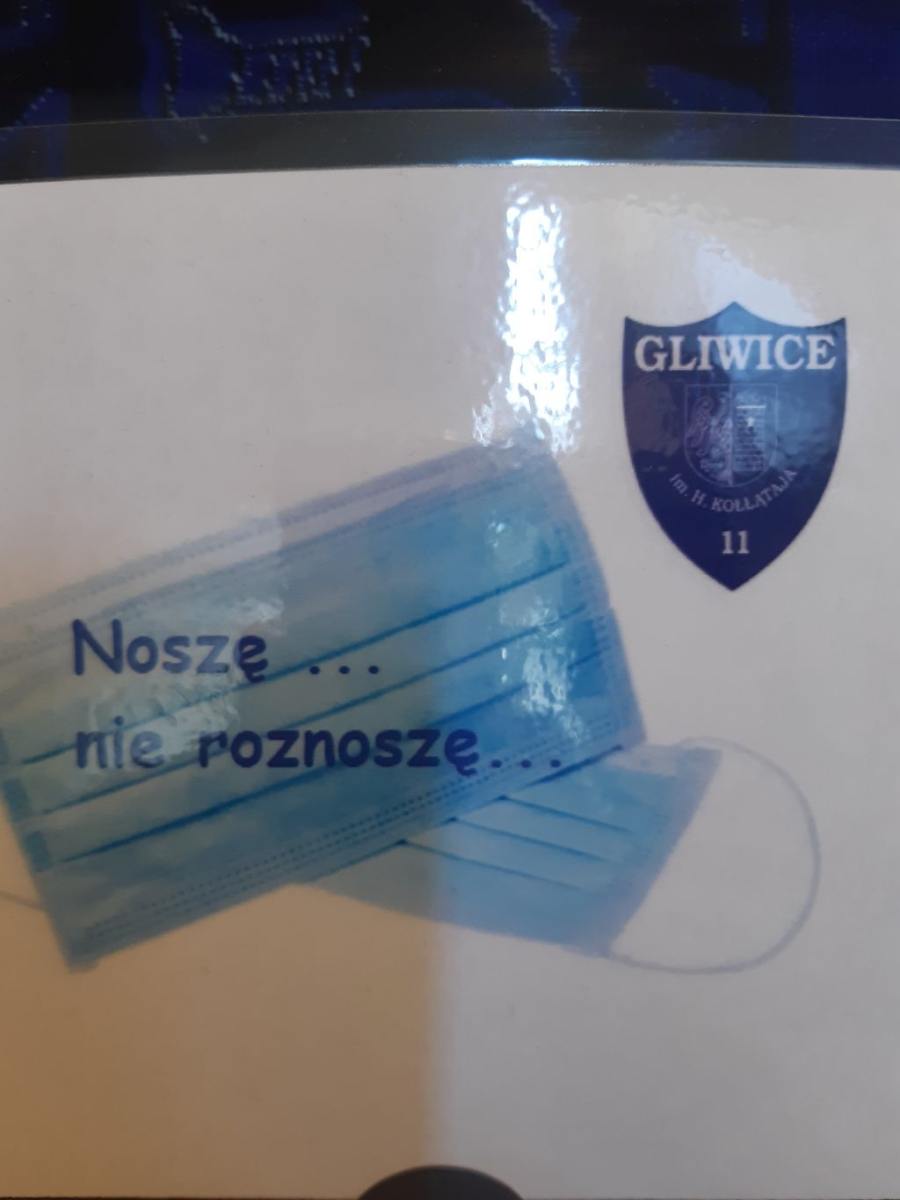 GLIWICE
im. H. KOŁŁĄTAJA
11
Noszę ...
nie roznoszę...